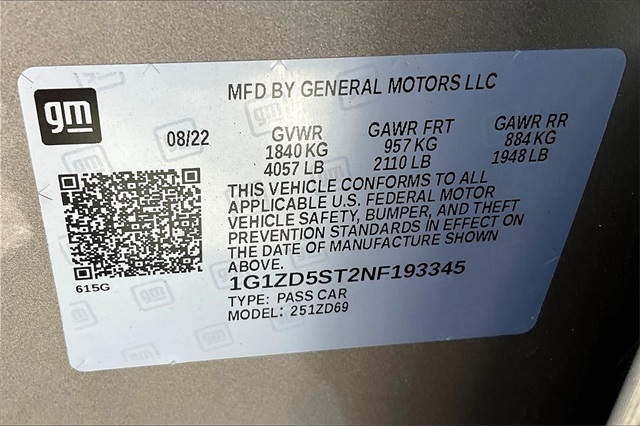 gm
MFD BY GENERAL MOTORS LLC
08/22
GVWR
1840 KG
4057 LB
GAWR FRT
957 KG
2110 LB
GAWR RR
884 KG
1948 LB
THIS VEHICLE CONFORMS TO ALL
APPLICABLE U.S. FEDERAL MOTOR
VEHICLE SAFETY, BUMPER, AND THEFT
PREVENTION STANDARDS IN EFFECT ON
THE DATE OF MANUFACTURE SHOWN
ABOVE.
615G
1G1ZD5ST2NF193345
TYPE: PASS CAR
MODEL: 251ZD69